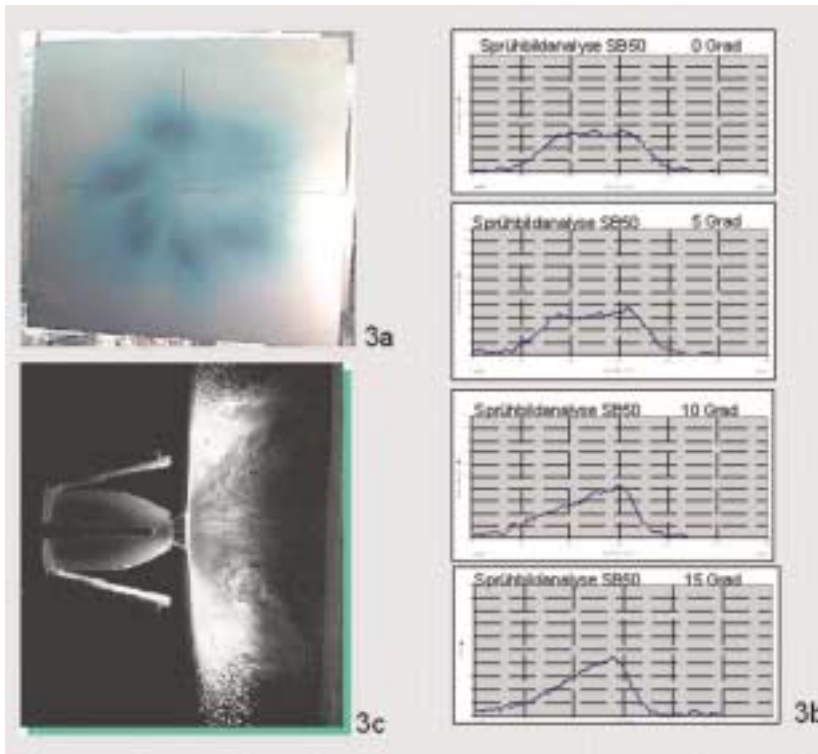 3a
Sprühbildanalyse SB50 0 Grad
Sprühbildanalyse SB50 5 Grad
Sprühbildanalyse SB50 10 Grad
Sprühbildanalyse SB50 15 Grad
3b
3c